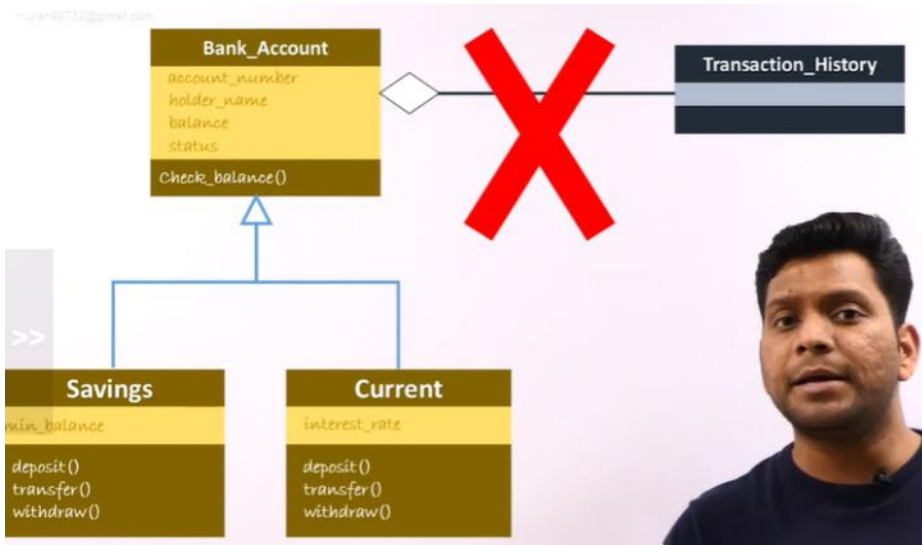 Bank_Account
account_number
holder_name
balance
status
Check_balance()
Transaction_History
>>
Savings
min_balance
deposit()
transfer()
withdraw()
Current
interest_rate
deposit()
transfer()
withdraw()